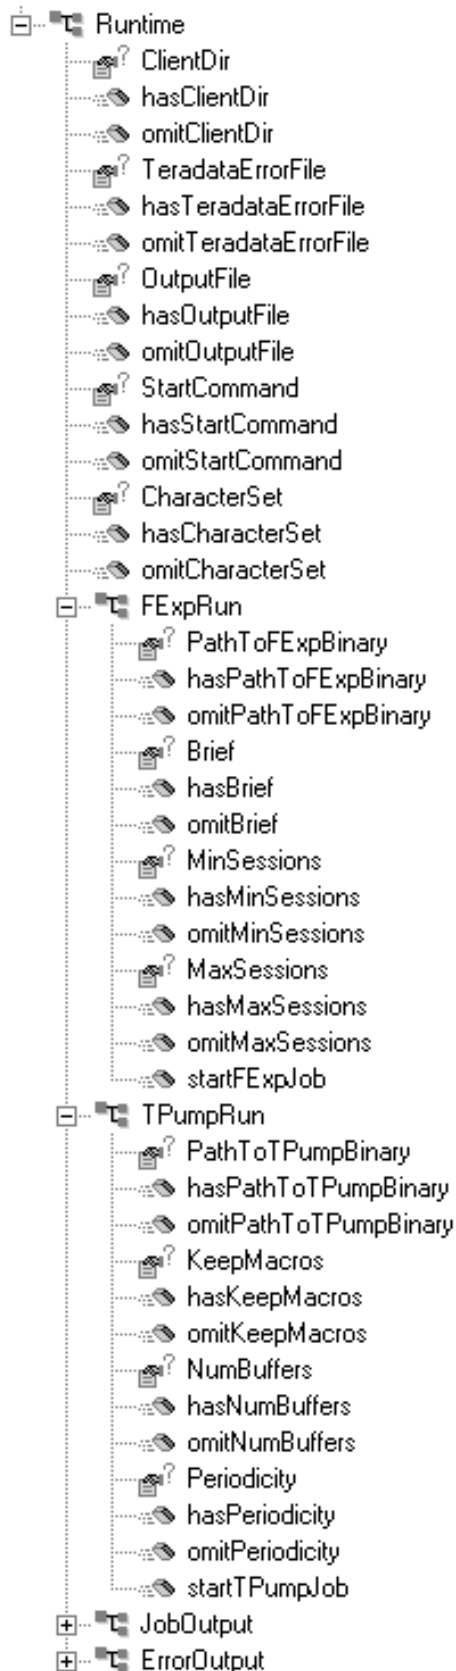 Runtime
ClientDir
hasClientDir
omitClientDir
TeradataErrorFile
hasTeradataErrorFile
omitTeradataErrorFile
OutputFile
hasOutputFile
omitOutputFile
StartCommand
hasStartCommand
omitStartCommand
CharacterSet
hasCharacterSet
omitCharacterSet
FExpRun
PathToFExpBinary
hasPathToFExpBinary
omitPathToFExpBinary
Brief
hasBrief
omitBrief
MinSessions
hasMinSessions
omitMinSessions
MaxSessions
hasMaxSessions
omitMaxSessions
startFExpJob
TPumpRun
PathToTPumpBinary
hasPathToTPumpBinary
omitPathToTPumpBinary
KeepMacros
hasKeepMacros
omitKeepMacros
NumBuffers
hasNumBuffers
omitNumBuffers
Periodicity
hasPeriodicity
omitPeriodicity
startTPumpJob
JobOutput
ErrorOutput